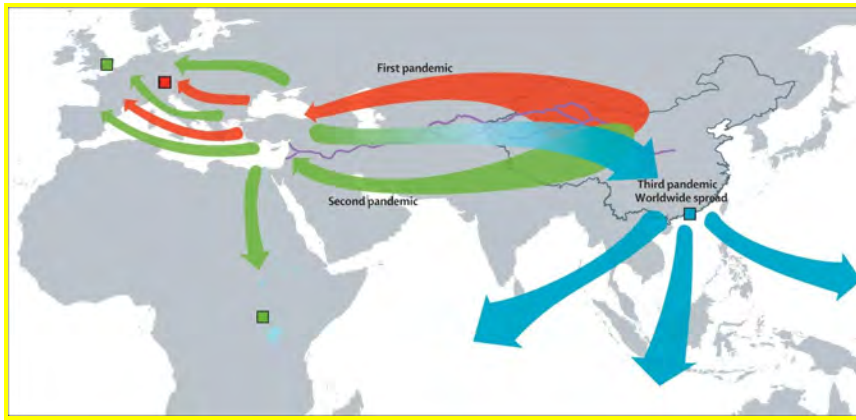 First pandemic
Second pandemic
Third pandemic
Worldwide spread